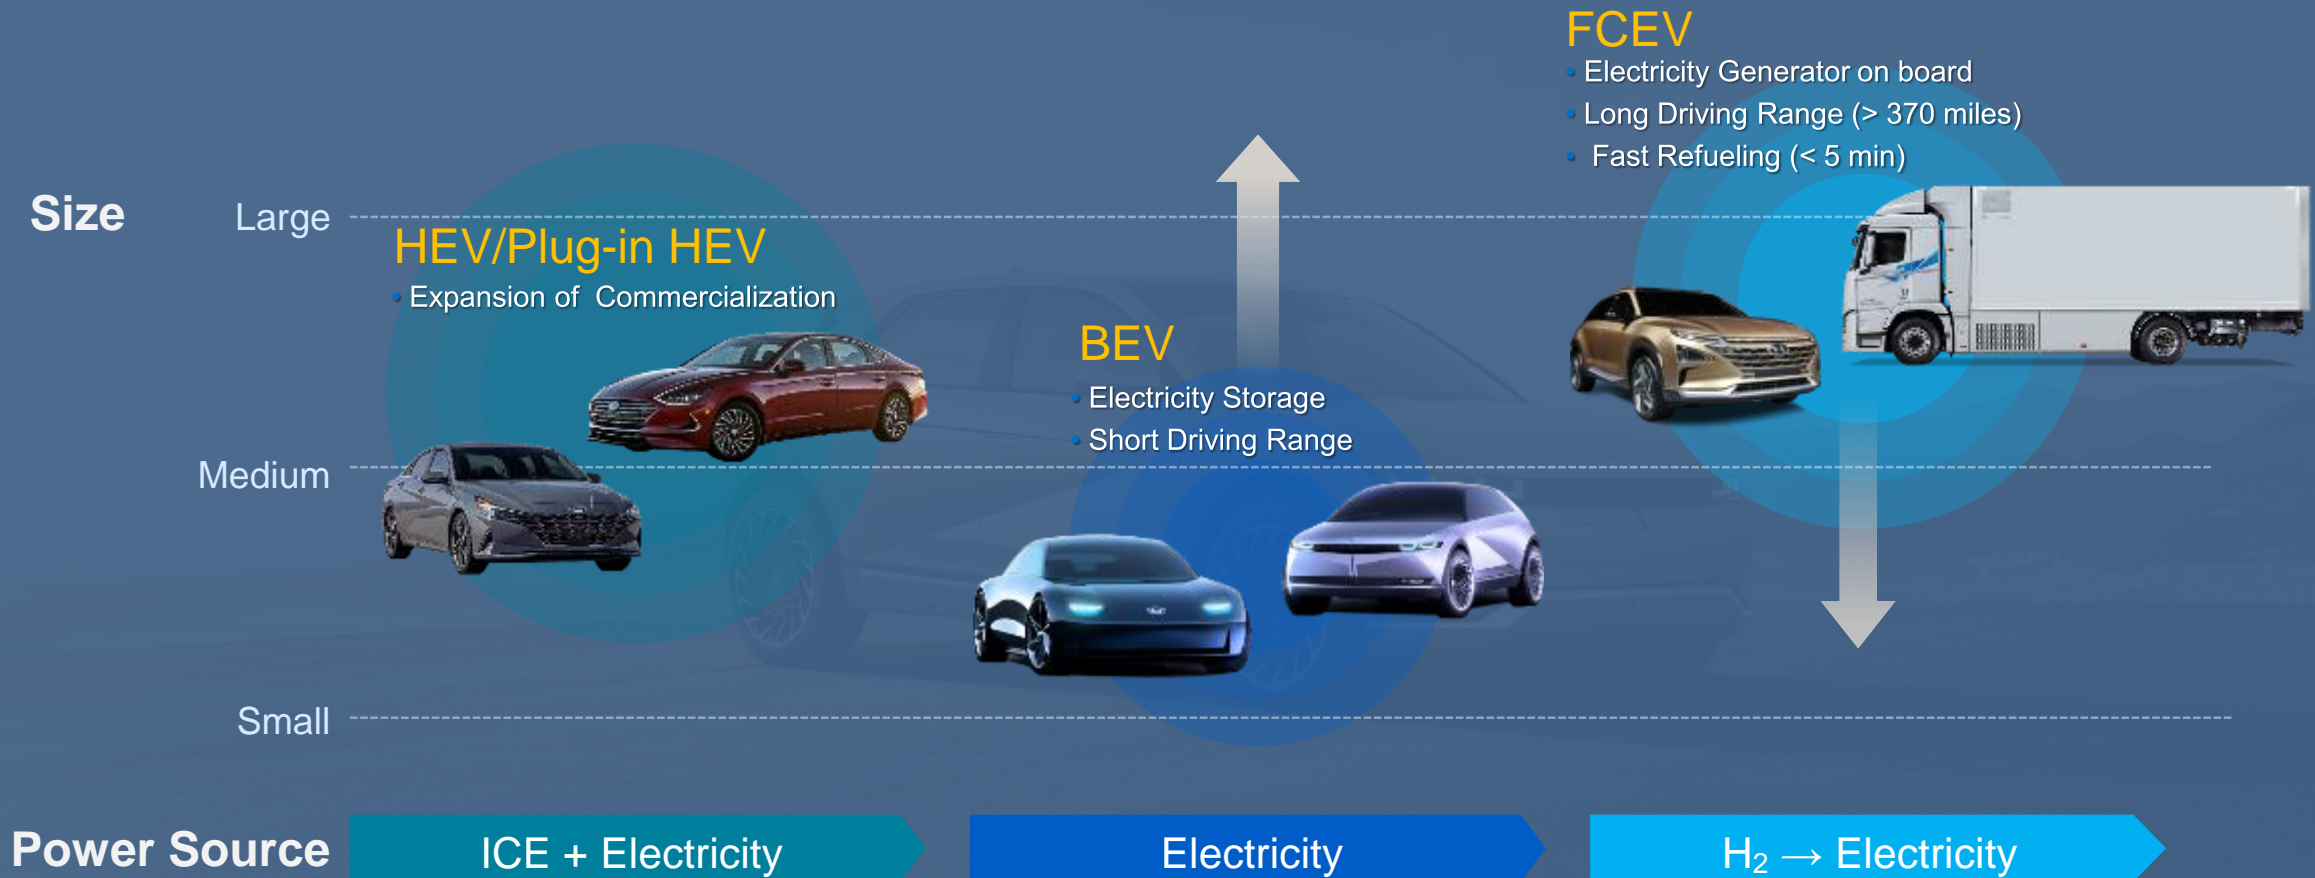 FCEV
• Electricity Generator on board
• Long Driving Range (> 370 miles)
• Fast Refueling (< 5 min)
Size
Large
HEV/Plug-in HEV
• Expansion of Commercialization
BEV
• Electricity Storage
• Short Driving Range
Medium
Small
Power Source
ICE + Electricity
Electricity
H₂ → Electricity